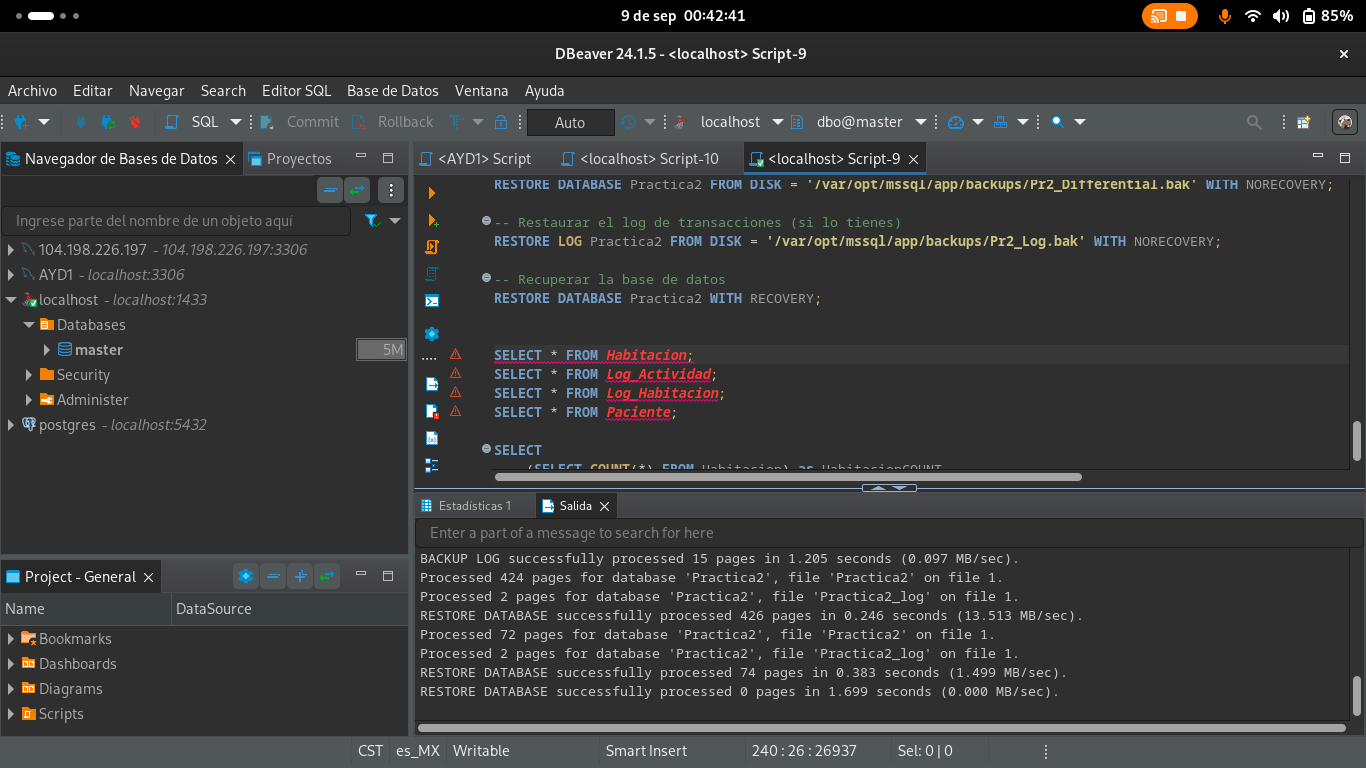 9 de sep 00:42:41
85%
DBeaver 24.1.5 - <localhost> Script-9
Archivo Editar Navegar Search Editor SQL Base de Datos Ventana Ayuda
SQL Commit Rollback Auto localhost dbo@master
Navegador de Bases de Datos
Proyectos
Ingrese parte del nombre de un objeto aquí
104.198.226.197 - 104.198.226.197:3306
AYD1 - localhost:3306
localhost - localhost:1433
Databases
master 5M
Security
Administer
postgres - localhost:5432
Project - General
Name DataSource
Bookmarks
Dashboards
Diagrams
Scripts
<AYD1> Script
<localhost> Script-10
<localhost> Script-9
RESTORE DATABASE Practica2 FROM DISK = '/var/opt/mssql/app/backups/Pr2_Differential.bak' WITH NORECOVERY;
-- Restaurar el log de transacciones (si lo tienes)
RESTORE LOG Practica2 FROM DISK = '/var/opt/mssql/app/backups/Pr2_Log.bak' WITH NORECOVERY;
-- Recuperar la base de datos
RESTORE DATABASE Practica2 WITH RECOVERY;
SELECT * FROM Habitacion;
SELECT * FROM Log_Actividad;
SELECT * FROM Log_Habitacion;
SELECT * FROM Paciente;
SELECT
(SELECT COUNT(*) FROM Habitacion) as HabitacionCOUNT
Estadísticas 1
Salida
Enter a part of a message to search for here
BACKUP LOG successfully processed 15 pages in 1.205 seconds (0.097 MB/sec).
Processed 424 pages for database 'Practica2', file 'Practica2' on file 1.
Processed 2 pages for database 'Practica2', file 'Practica2_log' on file 1.
RESTORE DATABASE successfully processed 426 pages in 0.246 seconds (13.513 MB/sec).
Processed 72 pages for database 'Practica2', file 'Practica2' on file 1.
Processed 2 pages for database 'Practica2', file 'Practica2_log' on file 1.
RESTORE DATABASE successfully processed 74 pages in 0.383 seconds (1.499 MB/sec).
RESTORE DATABASE successfully processed 0 pages in 1.699 seconds (0.000 MB/sec).
CST es_MX Writable Smart Insert 240 : 26 : 26937 Sel: 0 | 0